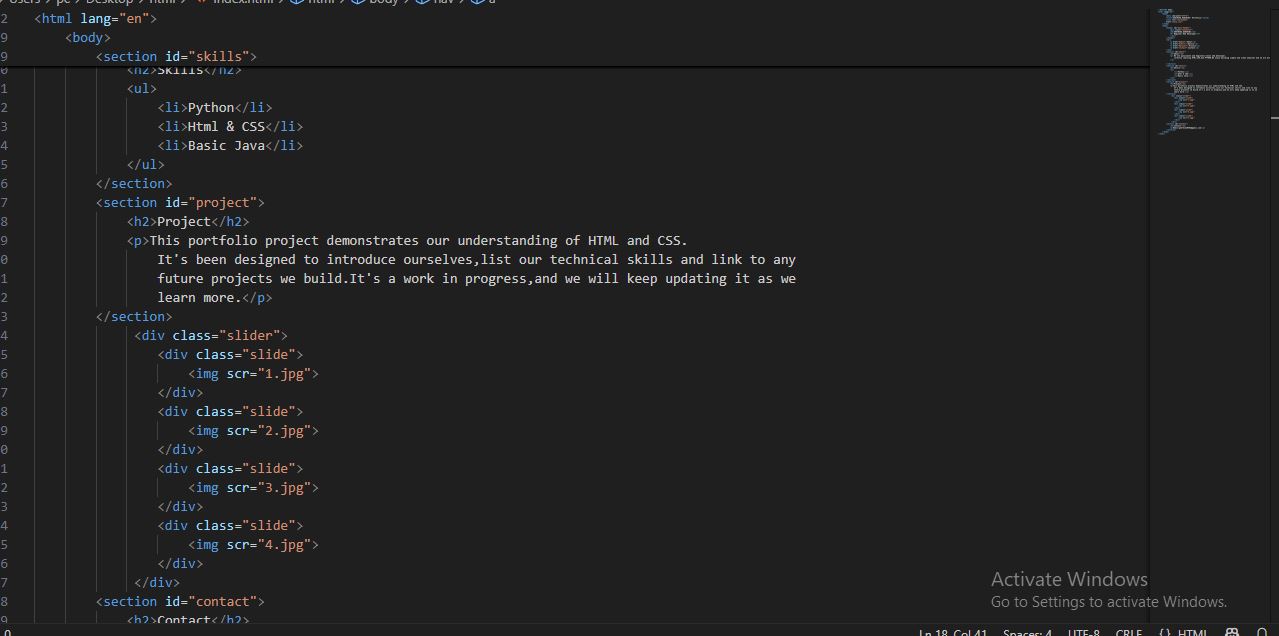 Users > pc > Desktop > html > <> index.html > html > body > nav > a
2 <html lang="en">
9 <body>
9 <section id="skills">
0 <h2>Skills</h2>
1 <ul>
2 <li>Python</li>
3 <li>Html & CSS</li>
4 <li>Basic Java</li>
5 </ul>
6 </section>
7 <section id="project">
8 <h2>Project</h2>
9 <p>This portfolio project demonstrates our understanding of HTML and CSS.
0 It's been designed to introduce ourselves,list our technical skills and link to any
1 future projects we build.It's a work in progress,and we will keep updating it as we
2 learn more.</p>
3 </section>
4 <div class="slider">
5 <div class="slide">
6 <img scr="1.jpg">
7 </div>
8 <div class="slide">
9 <img scr="2.jpg">
0 </div>
1 <div class="slide">
2 <img scr="3.jpg">
3 </div>
4 <div class="slide">
5 <img scr="4.jpg">
6 </div>
7 </div>
8 <section id="contact">
9 <h2>Contact</h2>
Activate Windows
Go to Settings to activate Windows.
0 Ln 18, Col 41 Spaces: 4 UTF-8 CRLF {} HTML